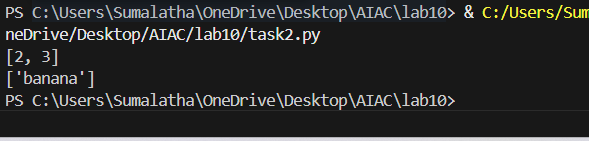 PS C:\Users\Sumalatha\OneDrive\Desktop\AIAC\lab10> & C:/Users/Sum
neDrive/Desktop/AIAC/lab10/task2.py
[2, 3]
['banana']
PS C:\Users\Sumalatha\OneDrive\Desktop\AIAC\lab10>